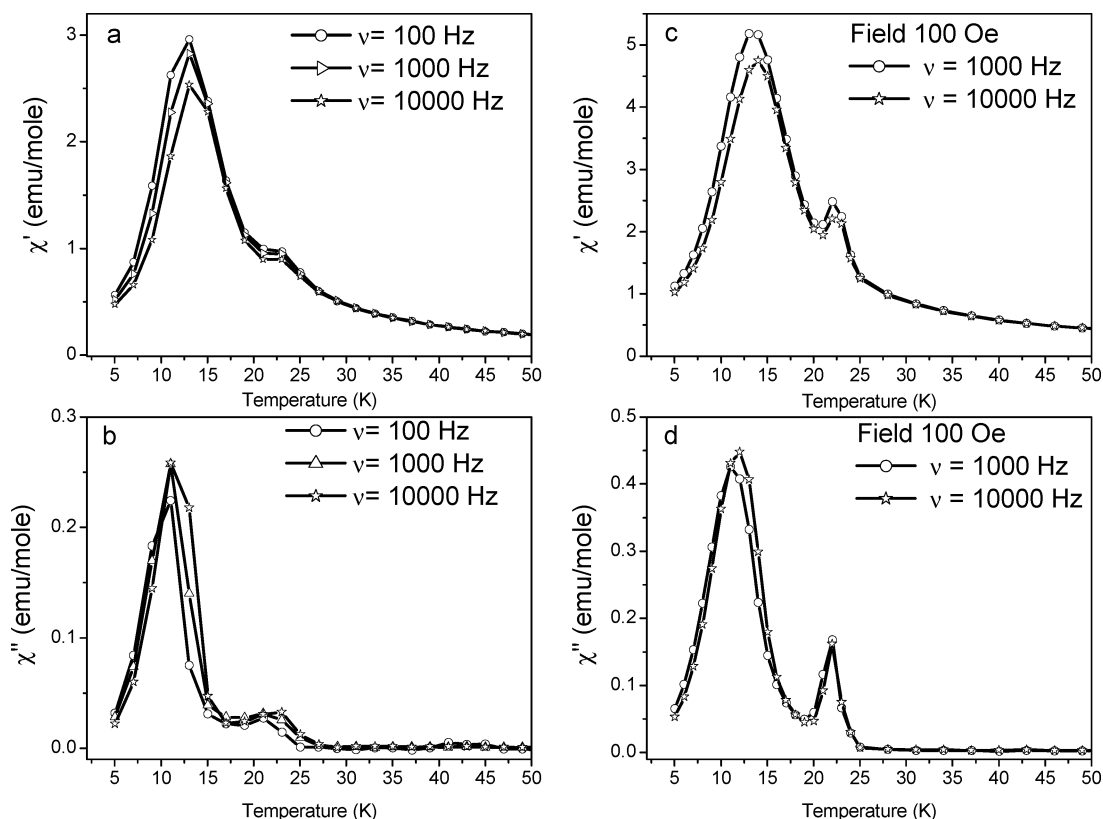 a
ν= 100 Hz
ν= 1000 Hz
ν= 10000 Hz
χ' (emu/mole)
3
2
1
0
5 10 15 20 25 30 35 40 45 50
Temperature (K)
c
Field 100 Oe
ν = 1000 Hz
ν = 10000 Hz
χ' (emu/mole)
5
4
3
2
1
0
5 10 15 20 25 30 35 40 45 50
Temperature (K)
b
ν= 100 Hz
ν= 1000 Hz
ν= 10000 Hz
χ" (emu/mole)
0.3
0.2
0.1
0.0
5 10 15 20 25 30 35 40 45 50
Temperature (K)
d
Field 100 Oe
ν = 1000 Hz
ν = 10000 Hz
χ" (emu/mole)
0.5
0.4
0.3
0.2
0.1
0.0
5 10 15 20 25 30 35 40 45 50
Temperature (K)